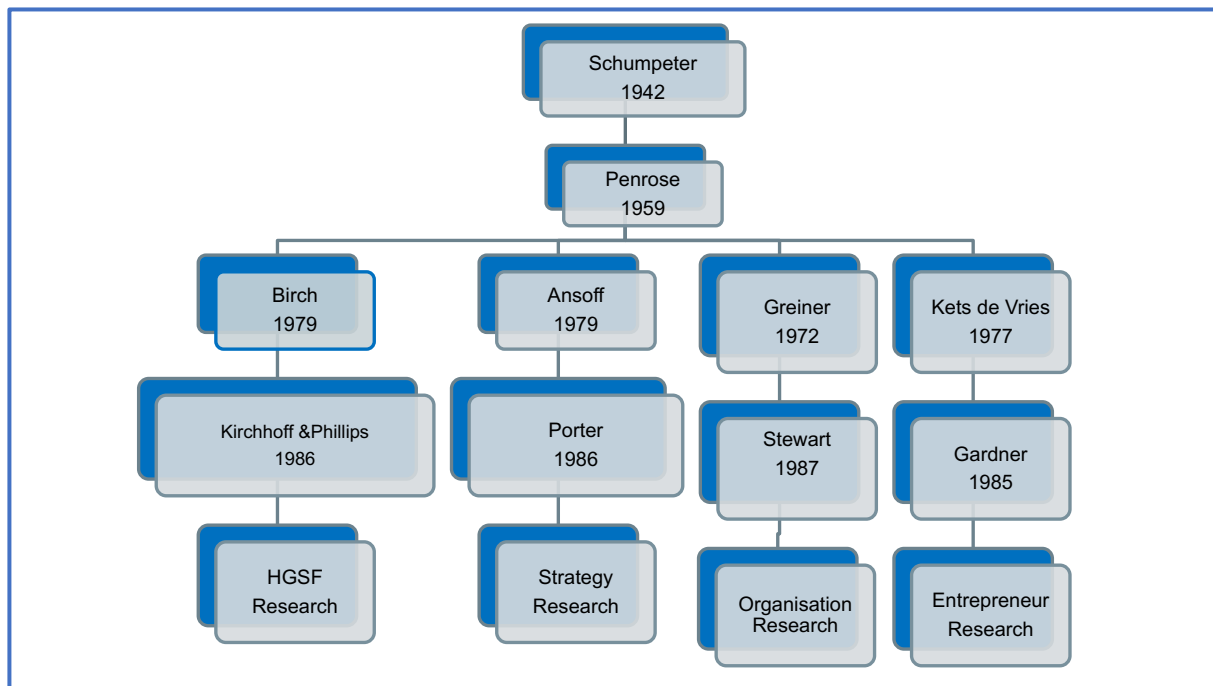 Schumpeter
1942
Penrose
1959
Birch
1979
Ansoff
1979
Greiner
1972
Kets de Vries
1977
Kirchhoff &Phillips
1986
Porter
1986
Stewart
1987
Gardner
1985
HGSF
Research
Strategy
Research
Organisation
Research
Entrepreneur
Research